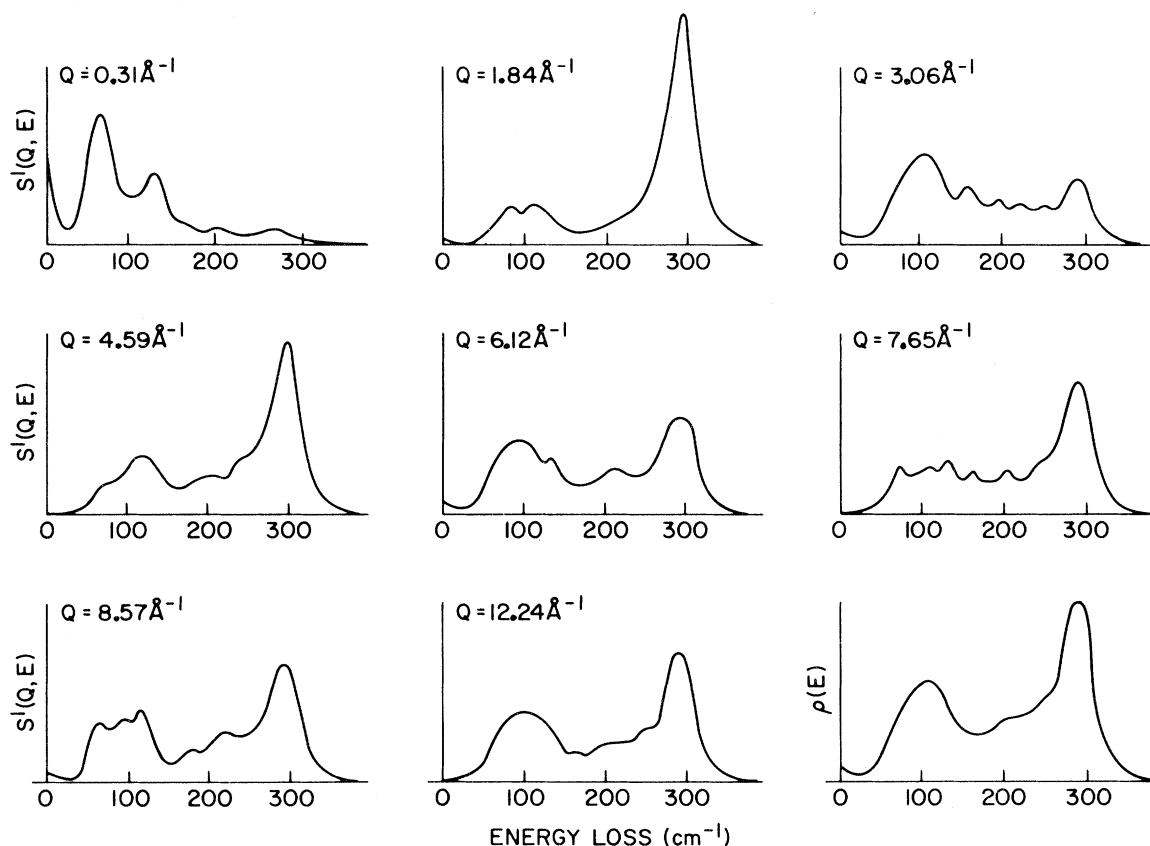 Q = 0.31Å⁻¹
S¹(Q, E)
0 100 200 300
Q = 1.84Å⁻¹
0 100 200 300
Q = 3.06Å⁻¹
0 100 200 300
Q = 4.59Å⁻¹
S¹(Q, E)
0 100 200 300
Q = 6.12Å⁻¹
0 100 200 300
Q = 7.65Å⁻¹
0 100 200 300
Q = 8.57Å⁻¹
S¹(Q, E)
0 100 200 300
Q = 12.24Å⁻¹
0 100 200 300
ρ(E)
0 100 200 300
ENERGY LOSS (cm⁻¹)